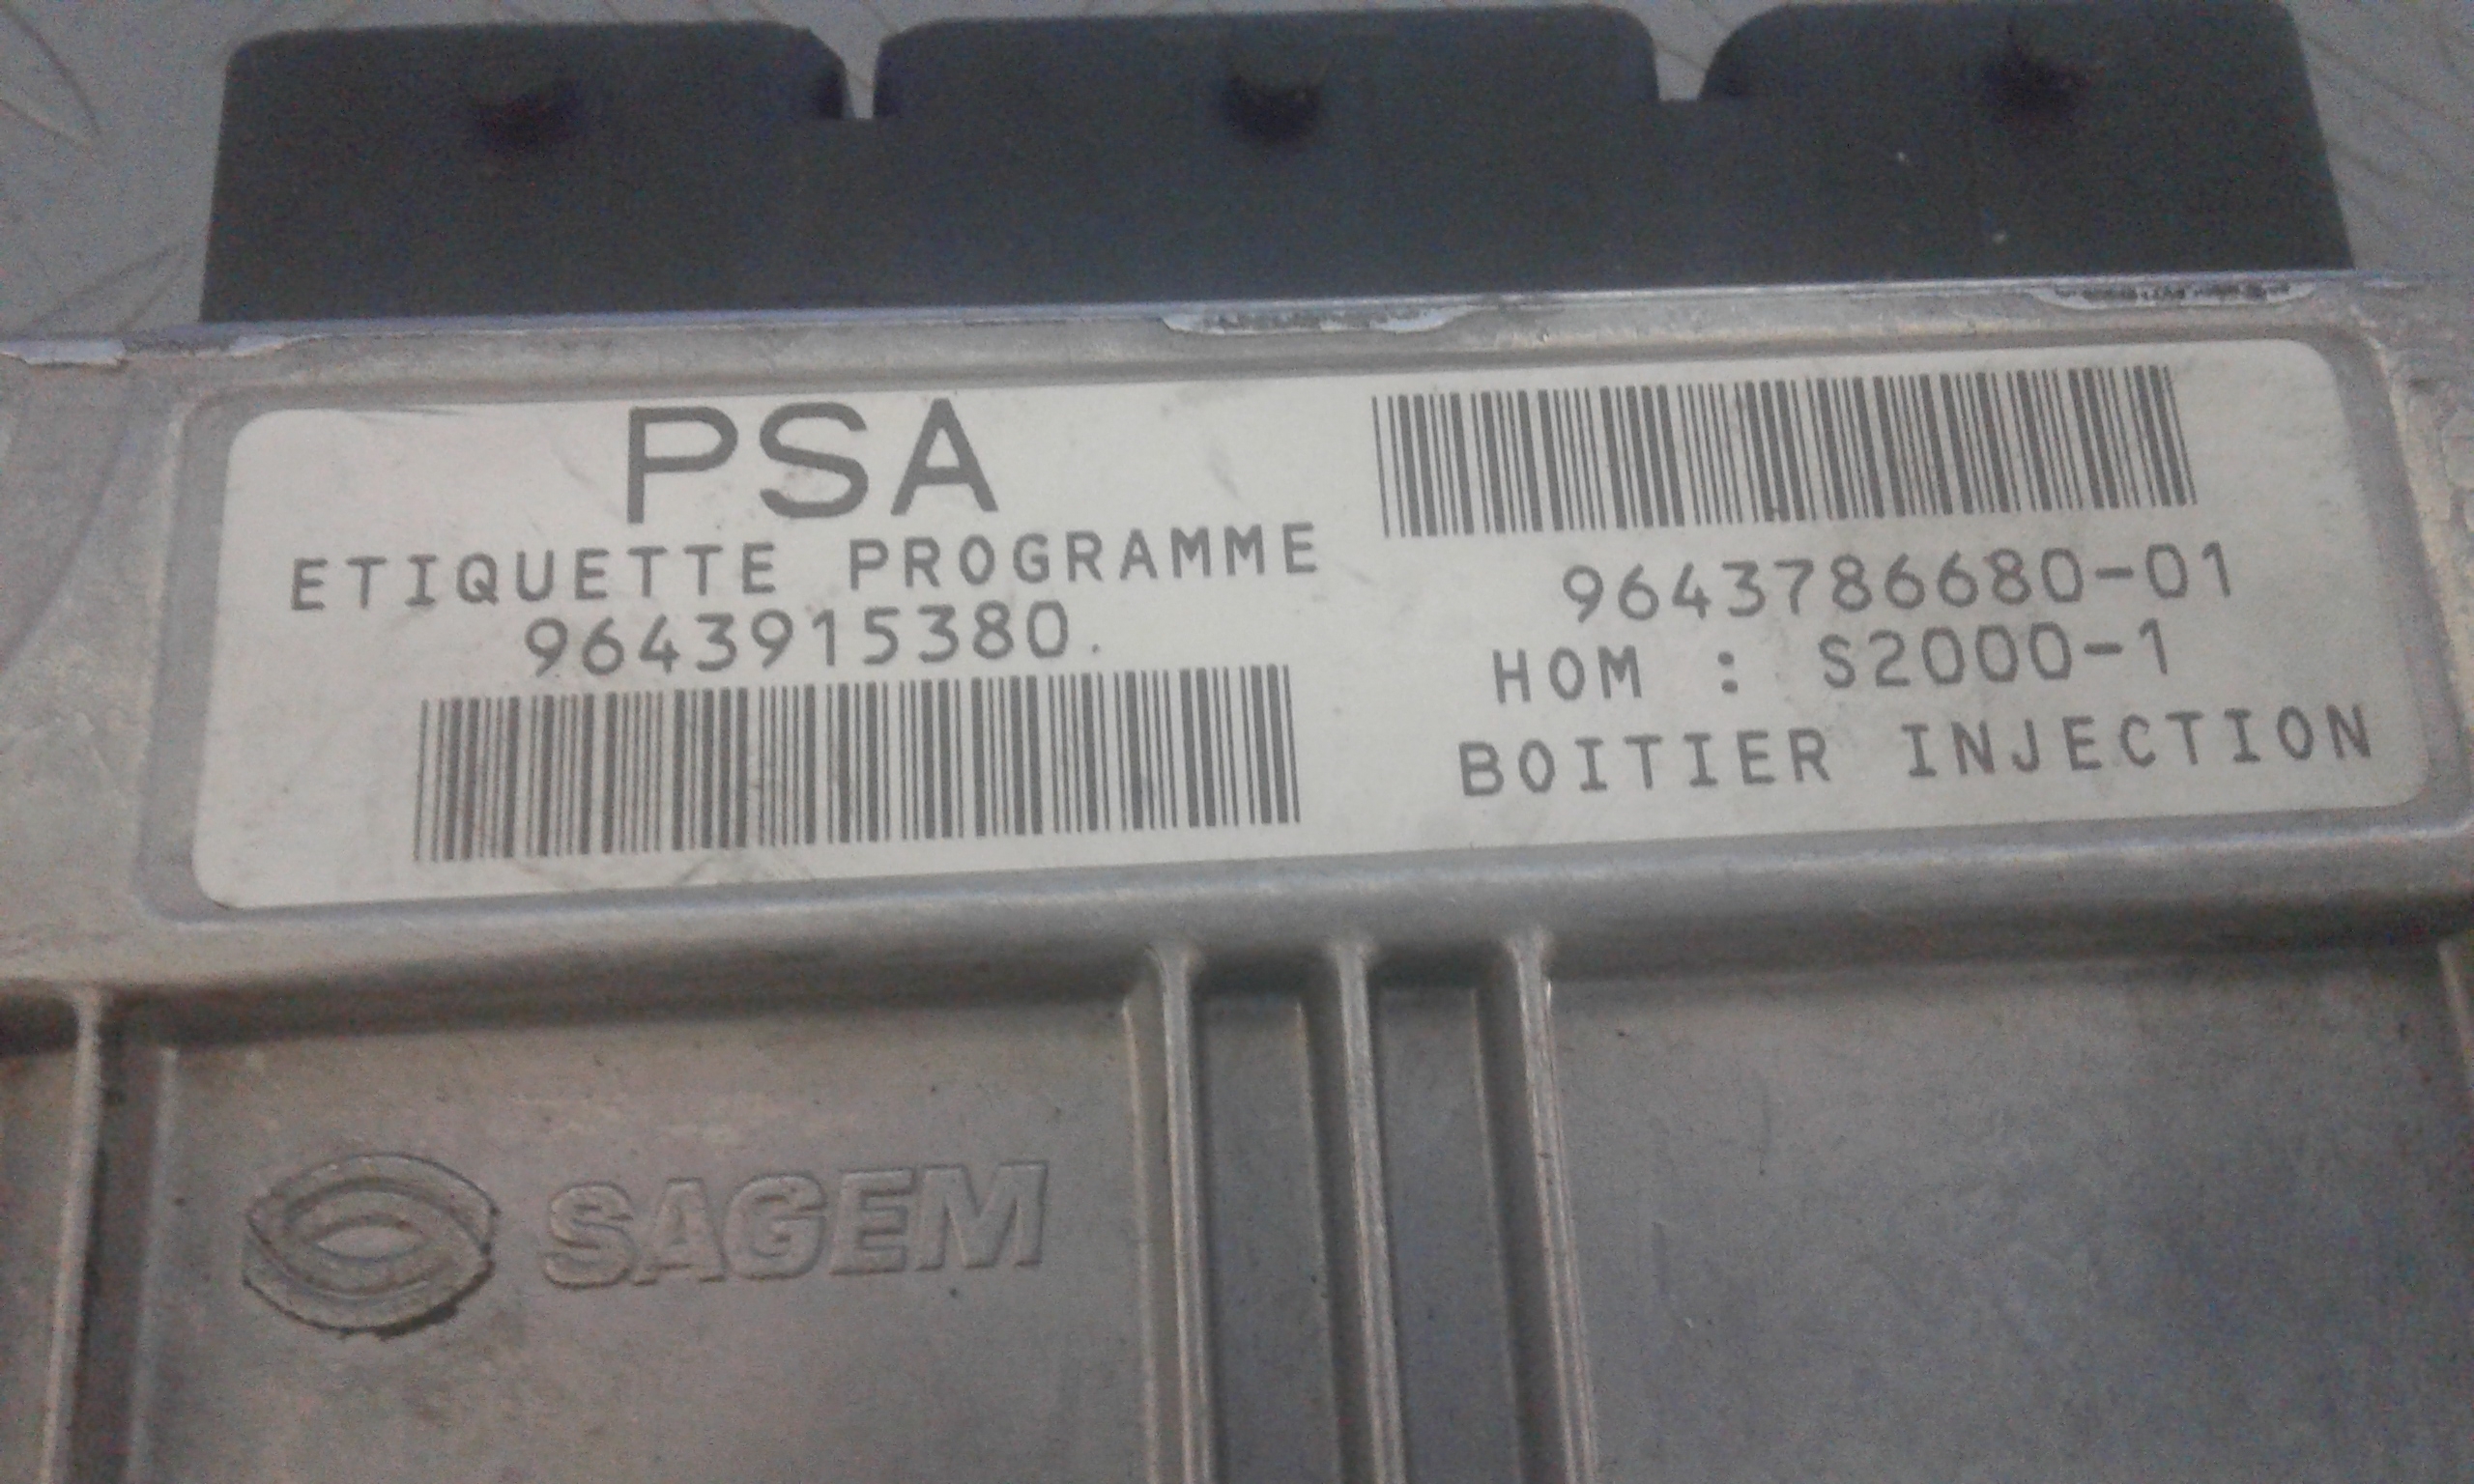 PSA
ETIQUETTE PROGRAMME
9643915380.
9643786680-01
HOM : S2000-1
BOITIER INJECTION
SAGEM